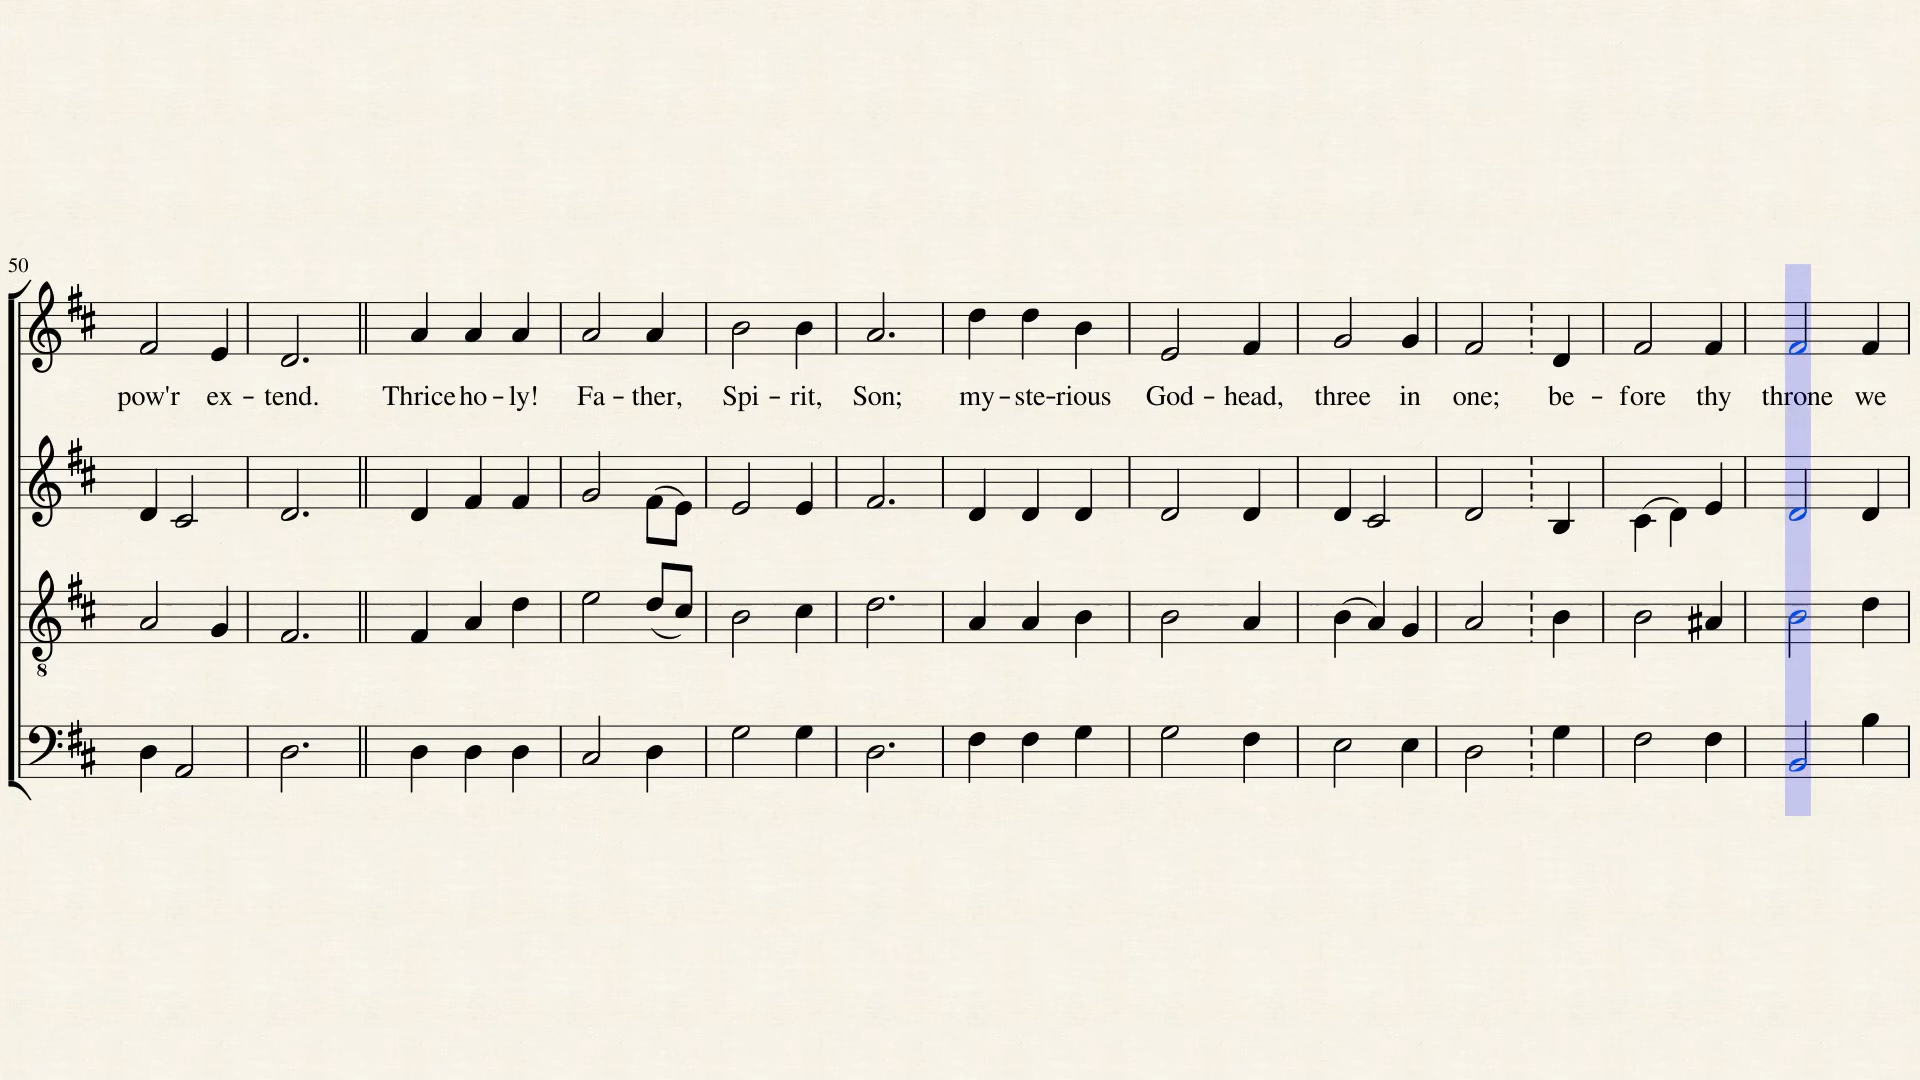 50
pow'r ex - tend. Thrice ho - ly! Fa - ther, Spi - rit, Son; my - ste - rious God - head, three in one; be - fore thy throne we
8